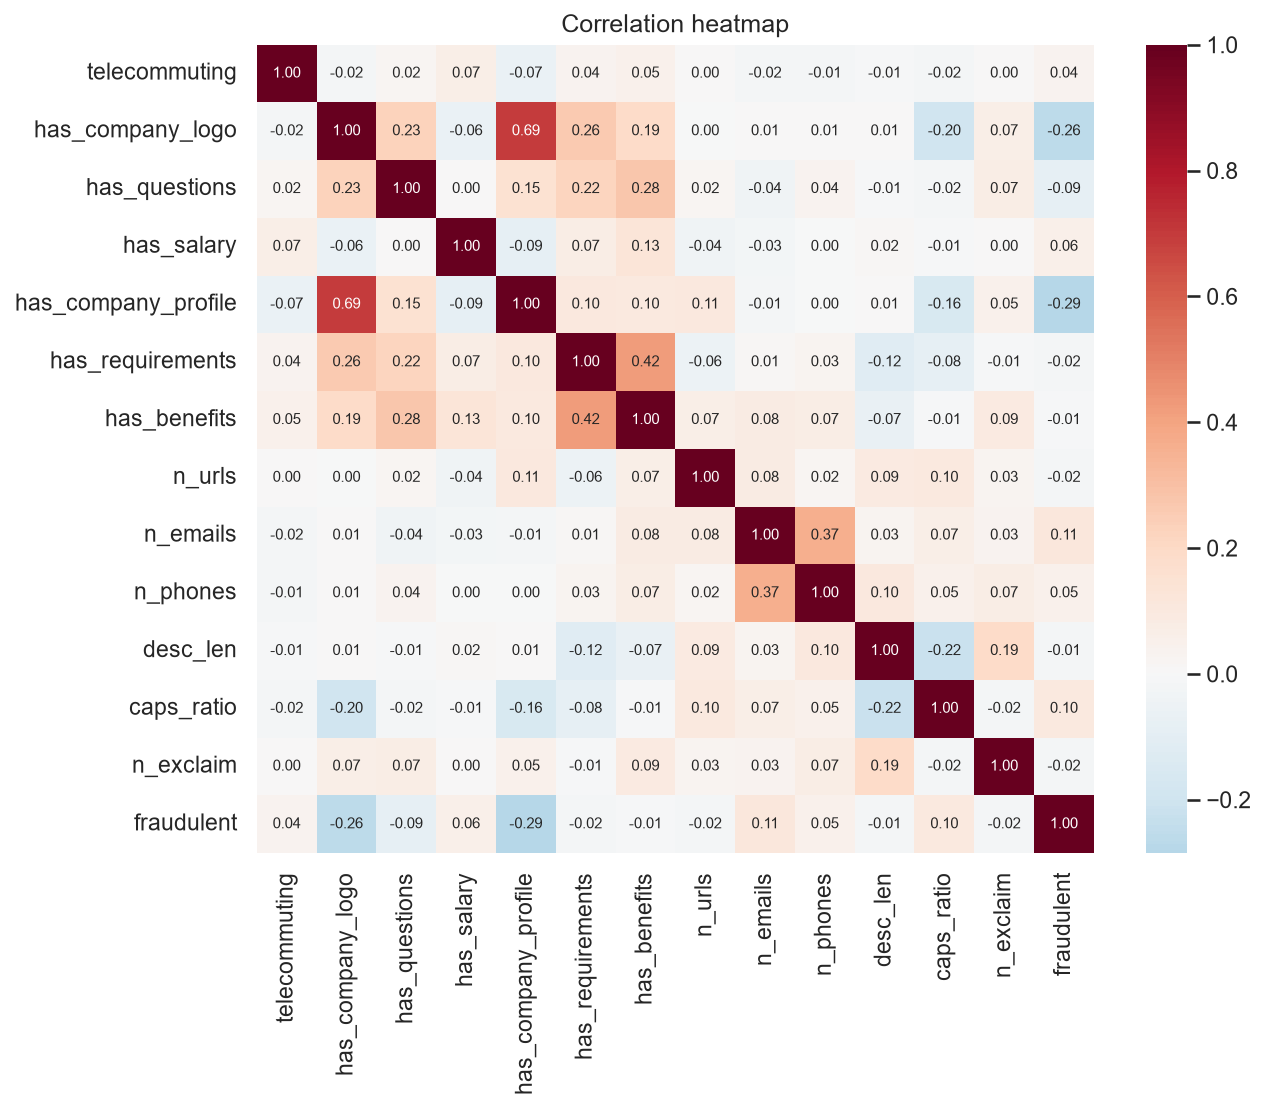 Correlation heatmap
telecommuting 1.00 -0.02 0.02 0.07 -0.07 0.04 0.05 0.00 -0.02 -0.01 -0.01 -0.02 0.00 0.04
has_company_logo -0.02 1.00 0.23 -0.06 0.69 0.26 0.19 0.00 0.01 0.01 0.01 -0.20 0.07 -0.26
has_questions 0.02 0.23 1.00 0.00 0.15 0.22 0.28 0.02 -0.04 0.04 -0.01 -0.02 0.07 -0.09
has_salary 0.07 -0.06 0.00 1.00 -0.09 0.07 0.13 -0.04 -0.03 0.00 0.02 -0.01 0.00 0.06
has_company_profile -0.07 0.69 0.15 -0.09 1.00 0.10 0.10 0.11 -0.01 0.00 0.01 -0.16 0.05 -0.29
has_requirements 0.04 0.26 0.22 0.07 0.10 1.00 0.42 -0.06 0.01 0.03 -0.12 -0.08 -0.01 -0.02
has_benefits 0.05 0.19 0.28 0.13 0.10 0.42 1.00 0.07 0.08 0.07 -0.07 -0.01 0.09 -0.01
n_urls 0.00 0.00 0.02 -0.04 0.11 -0.06 0.07 1.00 0.08 0.02 0.09 0.10 0.03 -0.02
n_emails -0.02 0.01 -0.04 -0.03 -0.01 0.01 0.08 0.08 1.00 0.37 0.03 0.07 0.03 0.11
n_phones -0.01 0.01 0.04 0.00 0.00 0.03 0.07 0.02 0.37 1.00 0.10 0.05 0.07 0.05
desc_len -0.01 0.01 -0.01 0.02 0.01 -0.12 -0.07 0.09 0.03 0.10 1.00 -0.22 0.19 -0.01
caps_ratio -0.02 -0.20 -0.02 -0.01 -0.16 -0.08 -0.01 0.10 0.07 0.05 -0.22 1.00 -0.02 0.10
n_exclaim 0.00 0.07 0.07 0.00 0.05 -0.01 0.09 0.03 0.03 0.07 0.19 -0.02 1.00 -0.02
fraudulent 0.04 -0.26 -0.09 0.06 -0.29 -0.02 -0.01 -0.02 0.11 0.05 -0.01 0.10 -0.02 1.00
telecommuting
has_company_logo
has_questions
has_salary
has_company_profile
has_requirements
has_benefits
n_urls
n_emails
n_phones
desc_len
caps_ratio
n_exclaim
fraudulent
1.0
0.8
0.6
0.4
0.2
0.0
−0.2